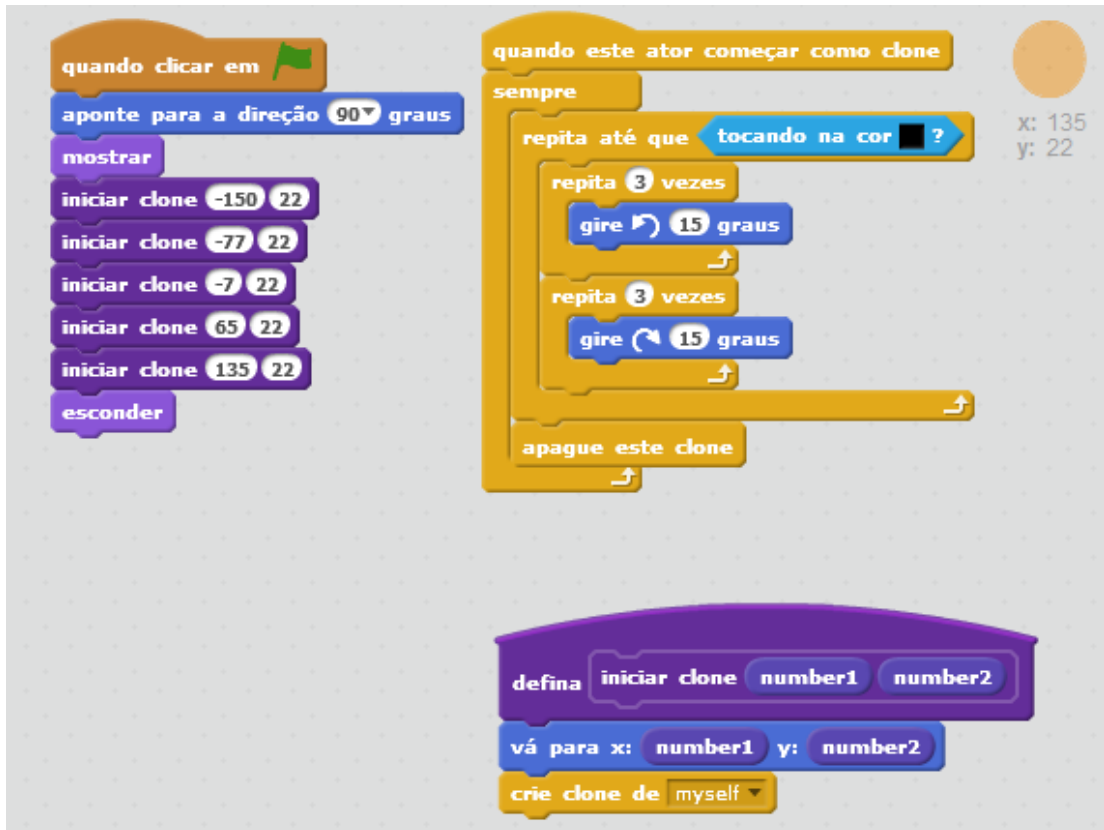 quando clicar em
aponte para a direção 90 graus
mostrar
iniciar clone -150 22
iniciar clone -77 22
iniciar clone -7 22
iniciar clone 65 22
iniciar clone 135 22
esconder
quando este ator começar como clone
sempre
repita até que tocando na cor ?
repita 3 vezes
gire 15 graus
repita 3 vezes
gire 15 graus
apague este clone
x: 135
y: 22
defina iniciar clone number1 number2
vá para x: number1 y: number2
crie clone de myself